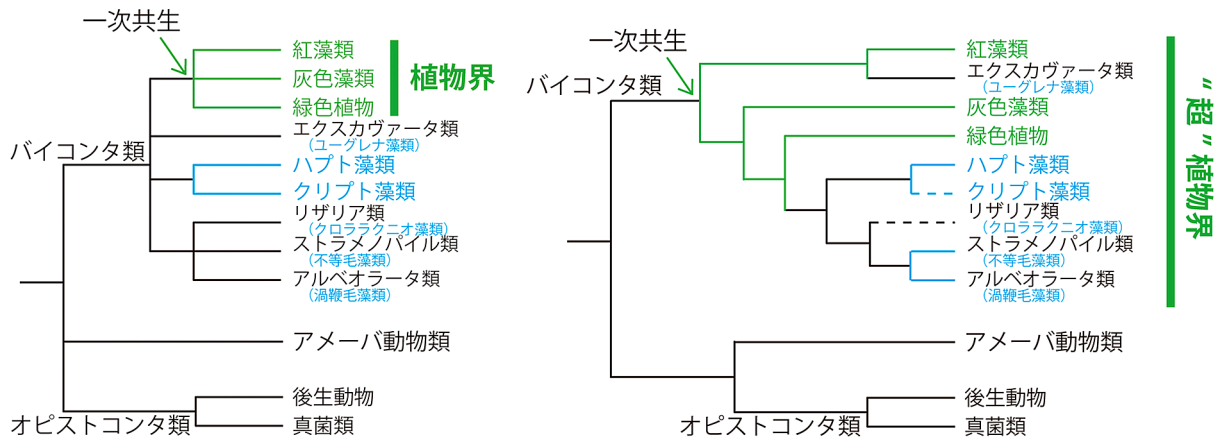 一次共生
紅藻類
灰色藻類
植物界
緑色植物
エクスカヴァータ類
（ユーグレナ藻類）
バイコンタ類
ハプト藻類
クリプト藻類
リザリア類
（クロララクニオ藻類）
ストラメノパイル類
（不等毛藻類）
アルベオラータ類
（渦鞭毛藻類）
アメーバ動物類
後生動物
オピストコンタ類
真菌類
一次共生
紅藻類
バイコンタ類
エクスカヴァータ類
（ユーグレナ藻類）
灰色藻類
緑色植物
ハプト藻類
クリプト藻類
リザリア類
（クロララクニオ藻類）
ストラメノパイル類
（不等毛藻類）
アルベオラータ類
（渦鞭毛藻類）
"超"植物界
アメーバ動物類
後生動物
オピストコンタ類
真菌類